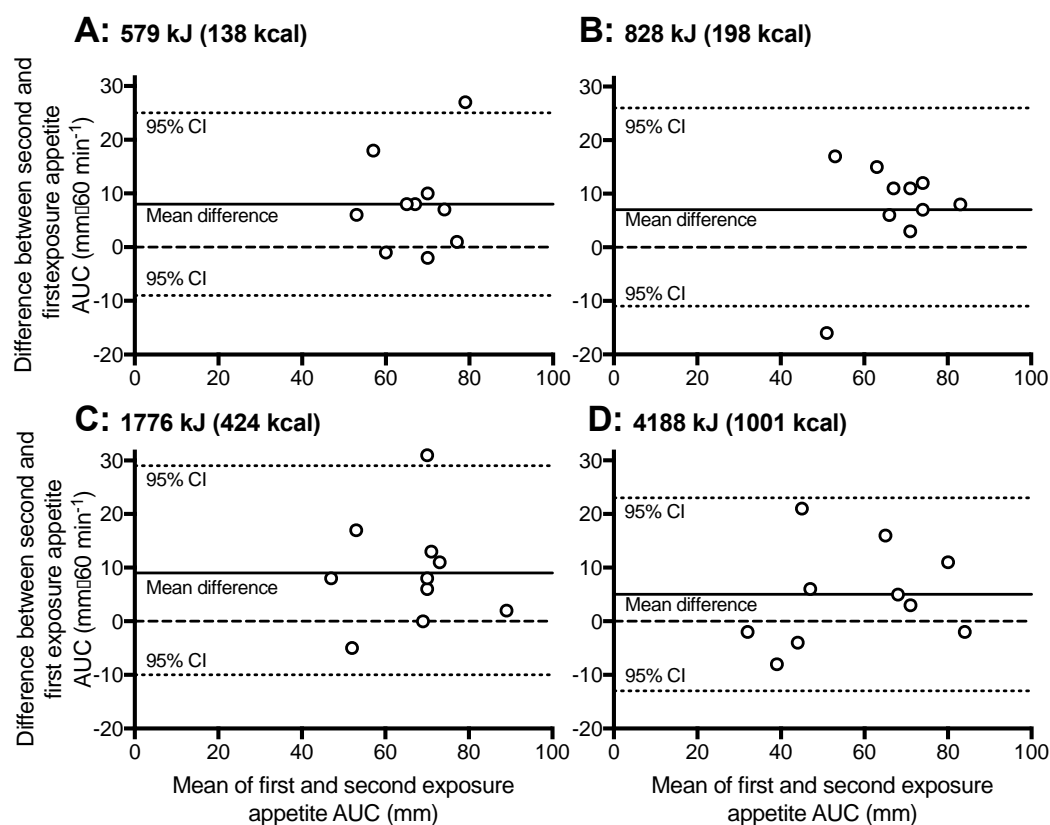 A: 579 kJ (138 kcal)
Difference between second and
firstexposure appetite
AUC (mm▯60 min-1)
30
20
10
0
-10
-20
95% CI
Mean difference
95% CI
0 20 40 60 80 100
B: 828 kJ (198 kcal)
30
20
10
0
-10
-20
95% CI
Mean difference
95% CI
0 20 40 60 80 100
C: 1776 kJ (424 kcal)
Difference between second and
first exposure appetite
AUC (mm▯60 min-1)
30
20
10
0
-10
-20
95% CI
Mean difference
95% CI
0 20 40 60 80 100
Mean of first and second exposure
appetite AUC (mm)
D: 4188 kJ (1001 kcal)
30
20
10
0
-10
-20
95% CI
Mean difference
95% CI
0 20 40 60 80 100
Mean of first and second exposure
appetite AUC (mm)